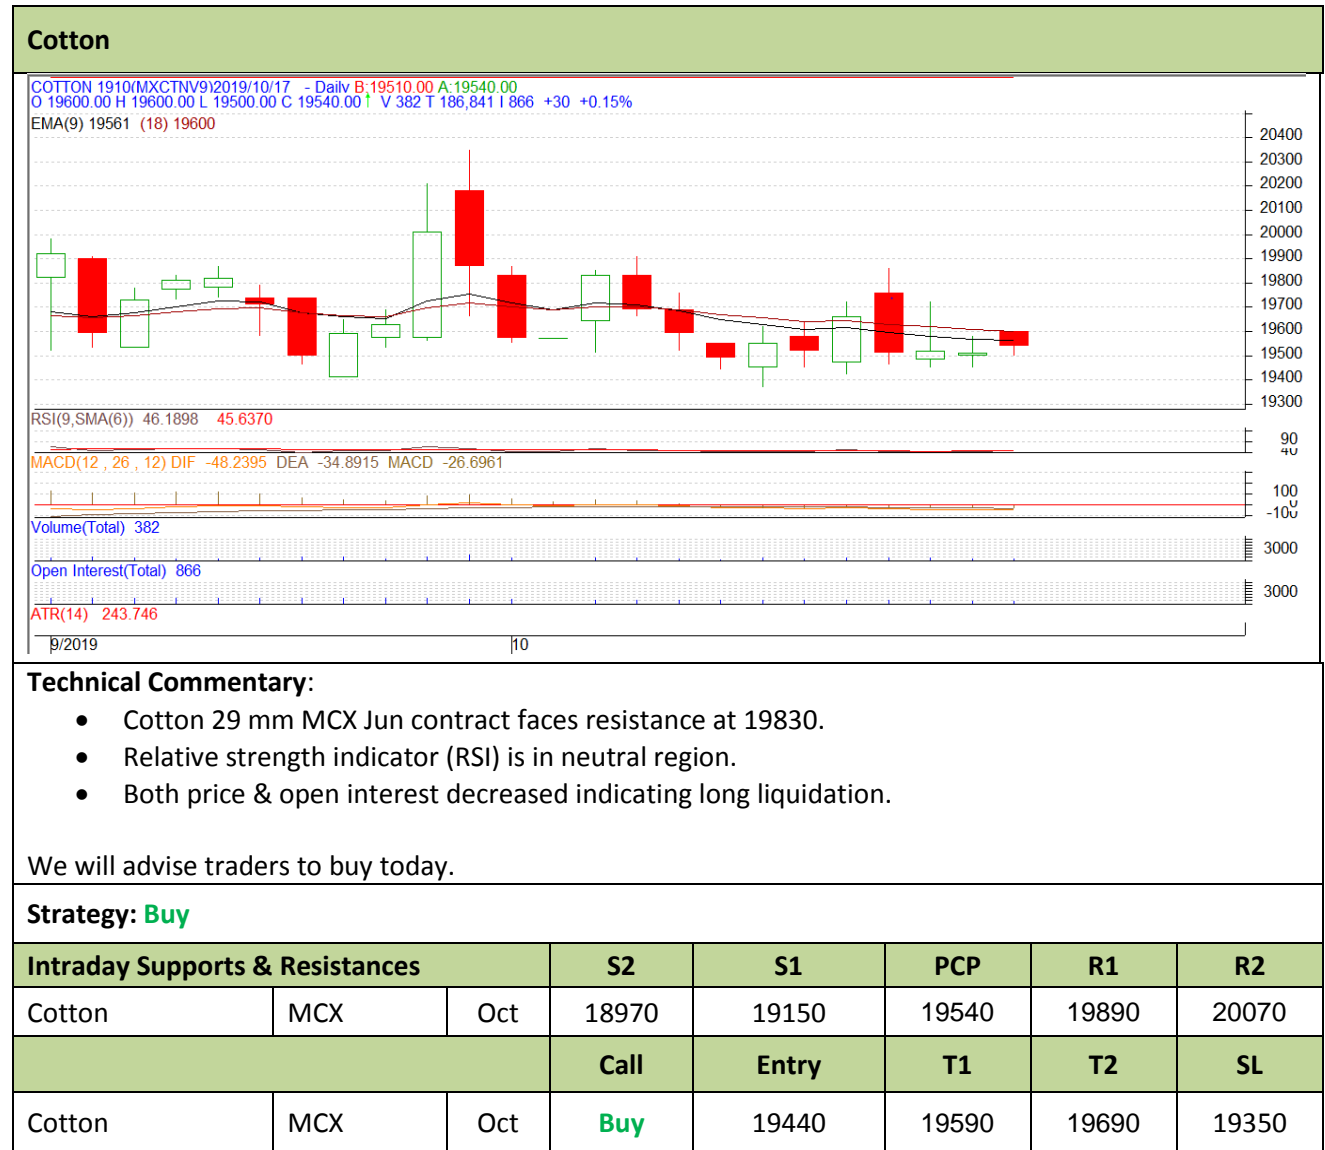 Cotton
COTTON 1910(MXCTNV9)2019/10/17 - Daily B:19510.00 A:19540.00
O 19600.00 H 19600.00 L 19500.00 C 19540.00↑ V 382 T 186,841 I 866 +30 +0.15%
EMA(9) 19561 (18) 19600
20400
20300
20200
20100
20000
19900
19800
19700
19600
19500
19400
19300
RSI(9,SMA(6)) 46.1898 45.6370
90
40
MACD(12 , 26 , 12) DIF -48.2395 DEA -34.8915 MACD -26.6961
100
0
-100
Volume(Total) 382
3000
Open Interest(Total) 866
3000
ATR(14) 243.746
9/2019 10
Technical Commentary:
• Cotton 29 mm MCX Jun contract faces resistance at 19830.
• Relative strength indicator (RSI) is in neutral region.
• Both price & open interest decreased indicating long liquidation.
We will advise traders to buy today.
Strategy: Buy
Intraday Supports & Resistances S2 S1 PCP R1 R2
Cotton MCX Oct 18970 19150 19540 19890 20070
Call Entry T1 T2 SL
Cotton MCX Oct Buy 19440 19590 19690 19350